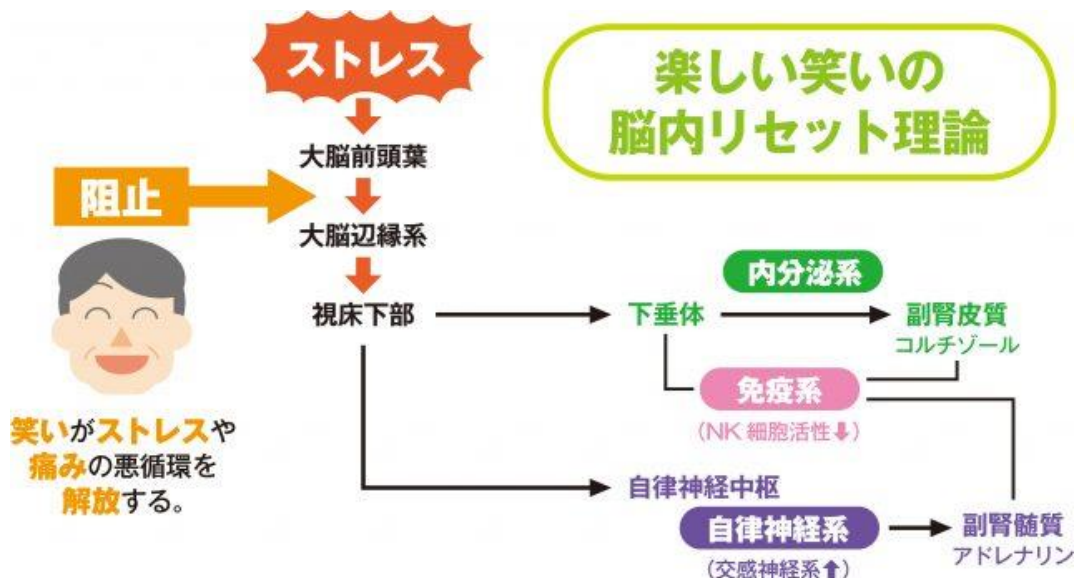 ストレス
楽しい笑いの
脳内リセット理論
大脳前頭葉
阻止
大脳辺縁系
視床下部
内分泌系
下垂体
副腎皮質
コルチゾール
免疫系
(NK 細胞活性⬇)
笑いがストレスや
痛みの悪循環を
解放する。
自律神経中枢
自律神経系
(交感神経系⬆)
副腎髄質
アドレナリン